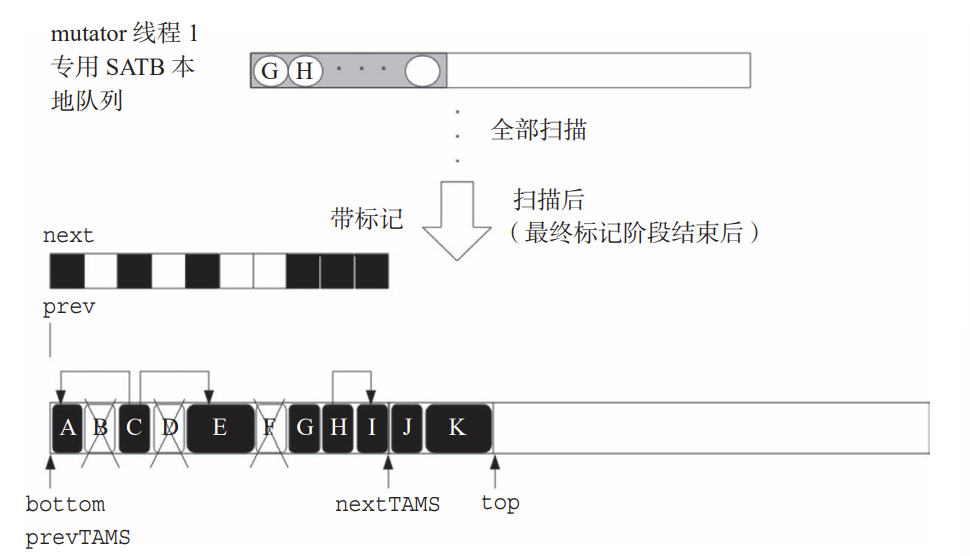 mutator 线程 1
专用 SATB 本
地队列
G H
全部扫描
扫描后
(最终标记阶段结束后)
带标记
next
prev
A B C D E F G H I J K
bottom
nextTAMS
top
prevTAMS